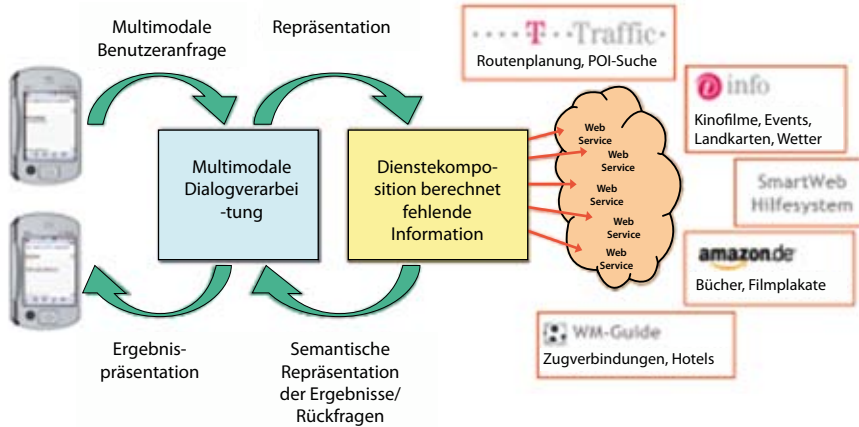 Multimodale
Benutzeranfrage
Repräsentation
Multimodale
Dialogverarbei
-tung
Dienstekompo-
sition berechnet
fehlende
Information
Ergebnis-
präsentation
Semantische
Repräsentation
der Ergebnisse/
Rückfragen
Web
Service
Web
Service
Web
Service
Web
Service
Web
Service
····T··Traffic·
Routenplanung, POI-Suche
info
Kinofilme, Events,
Landkarten, Wetter
SmartWeb
Hilfesystem
amazon.de
Bücher, Filmplakate
WM-Guide
Zugverbindungen, Hotels